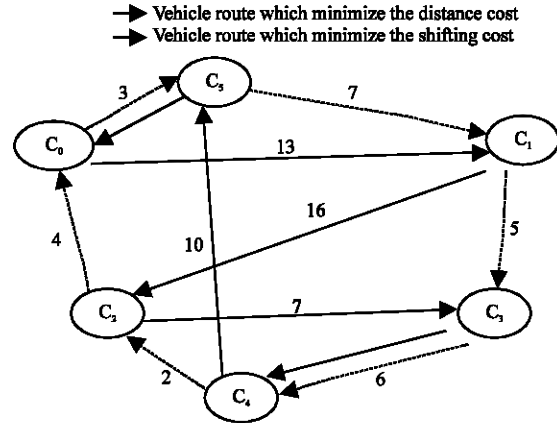 Vehicle route which minimize the distance cost
Vehicle route which minimize the shifting cost
C₅
3
7
C₀
13
C₁
16
4
10
5
C₂
7
C₃
2
6
C₄